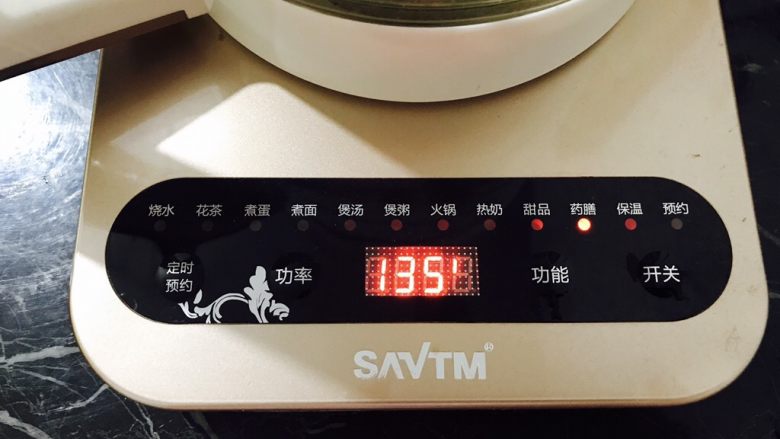 烧水 花茶 煮蛋 煮面 煲汤 煲粥 火锅 热奶 甜品 药膳 保温 预约
定时
预约
功率
135'
功能
开关
SAVTM®